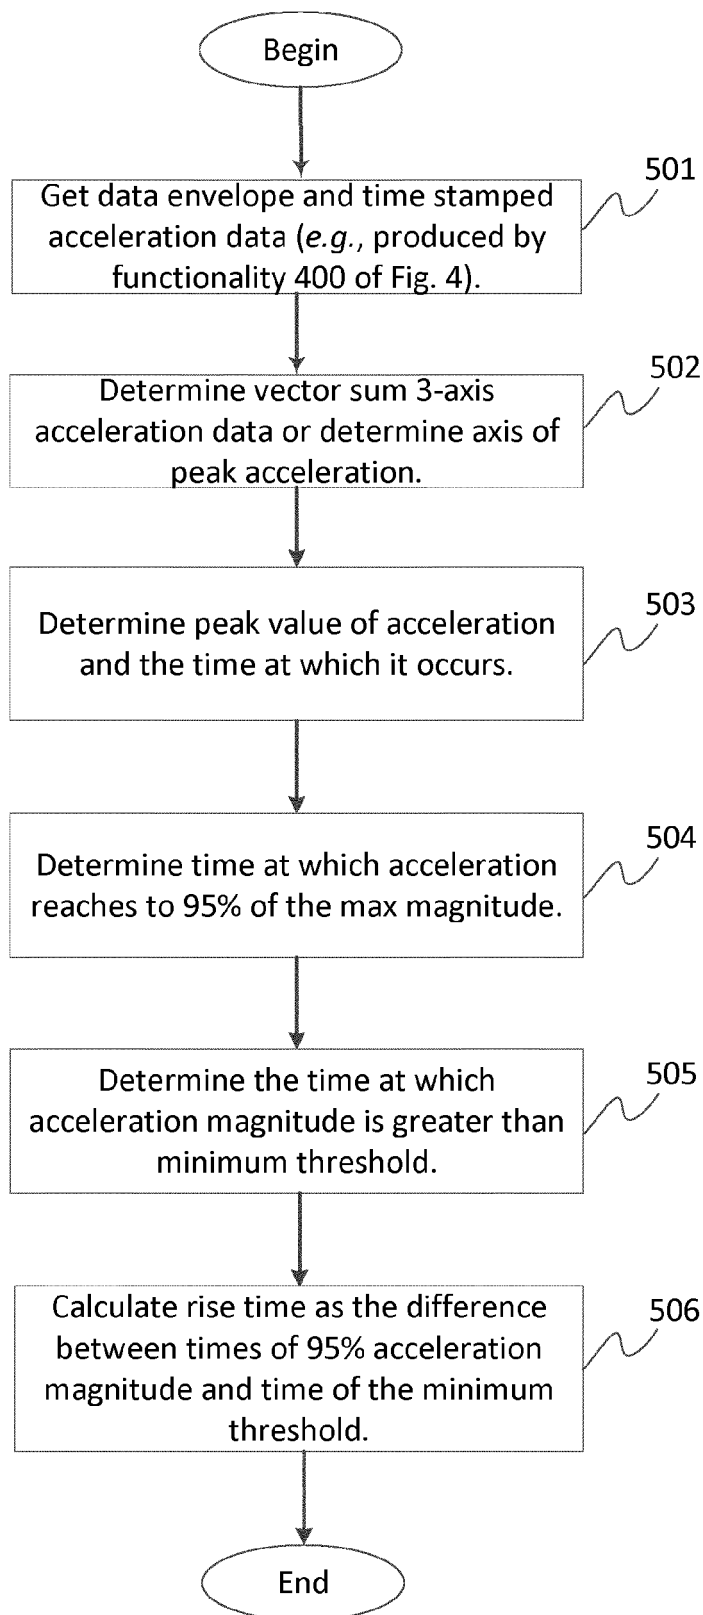 Begin
501
Get data envelope and time stamped
acceleration data (e.g., produced by
functionality 400 of Fig. 4).
502
Determine vector sum 3-axis
acceleration data or determine axis of
peak acceleration.
503
Determine peak value of acceleration
and the time at which it occurs.
504
Determine time at which acceleration
reaches to 95% of the max magnitude.
505
Determine the time at which
acceleration magnitude is greater than
minimum threshold.
506
Calculate rise time as the difference
between times of 95% acceleration
magnitude and time of the minimum
threshold.
End